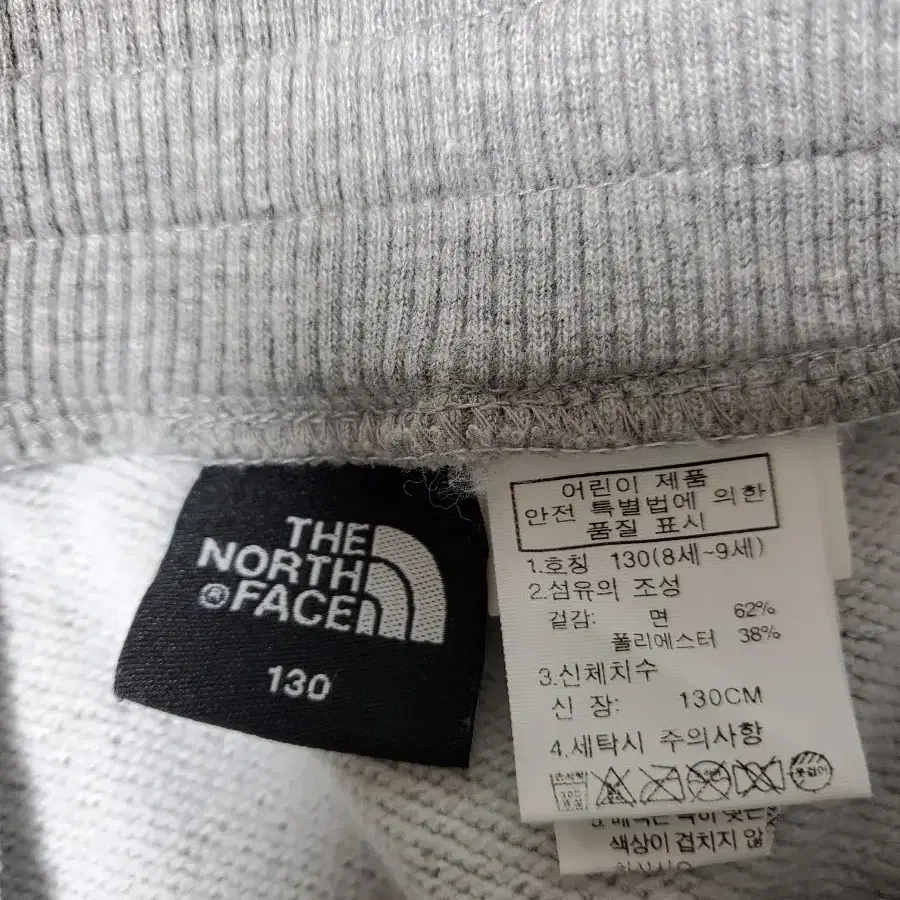 THE
NORTH
®FACE
130
어린이 제품
안전 특별법에 의한
품질 표시
1.호칭 130(8세~9세)
2.섬유의 조성
겉감: 면 62%
폴리에스터 38%
3.신체치수
신 장: 130CM
4.세탁시 주의사항
옷걸이
색상이 겹치지 않